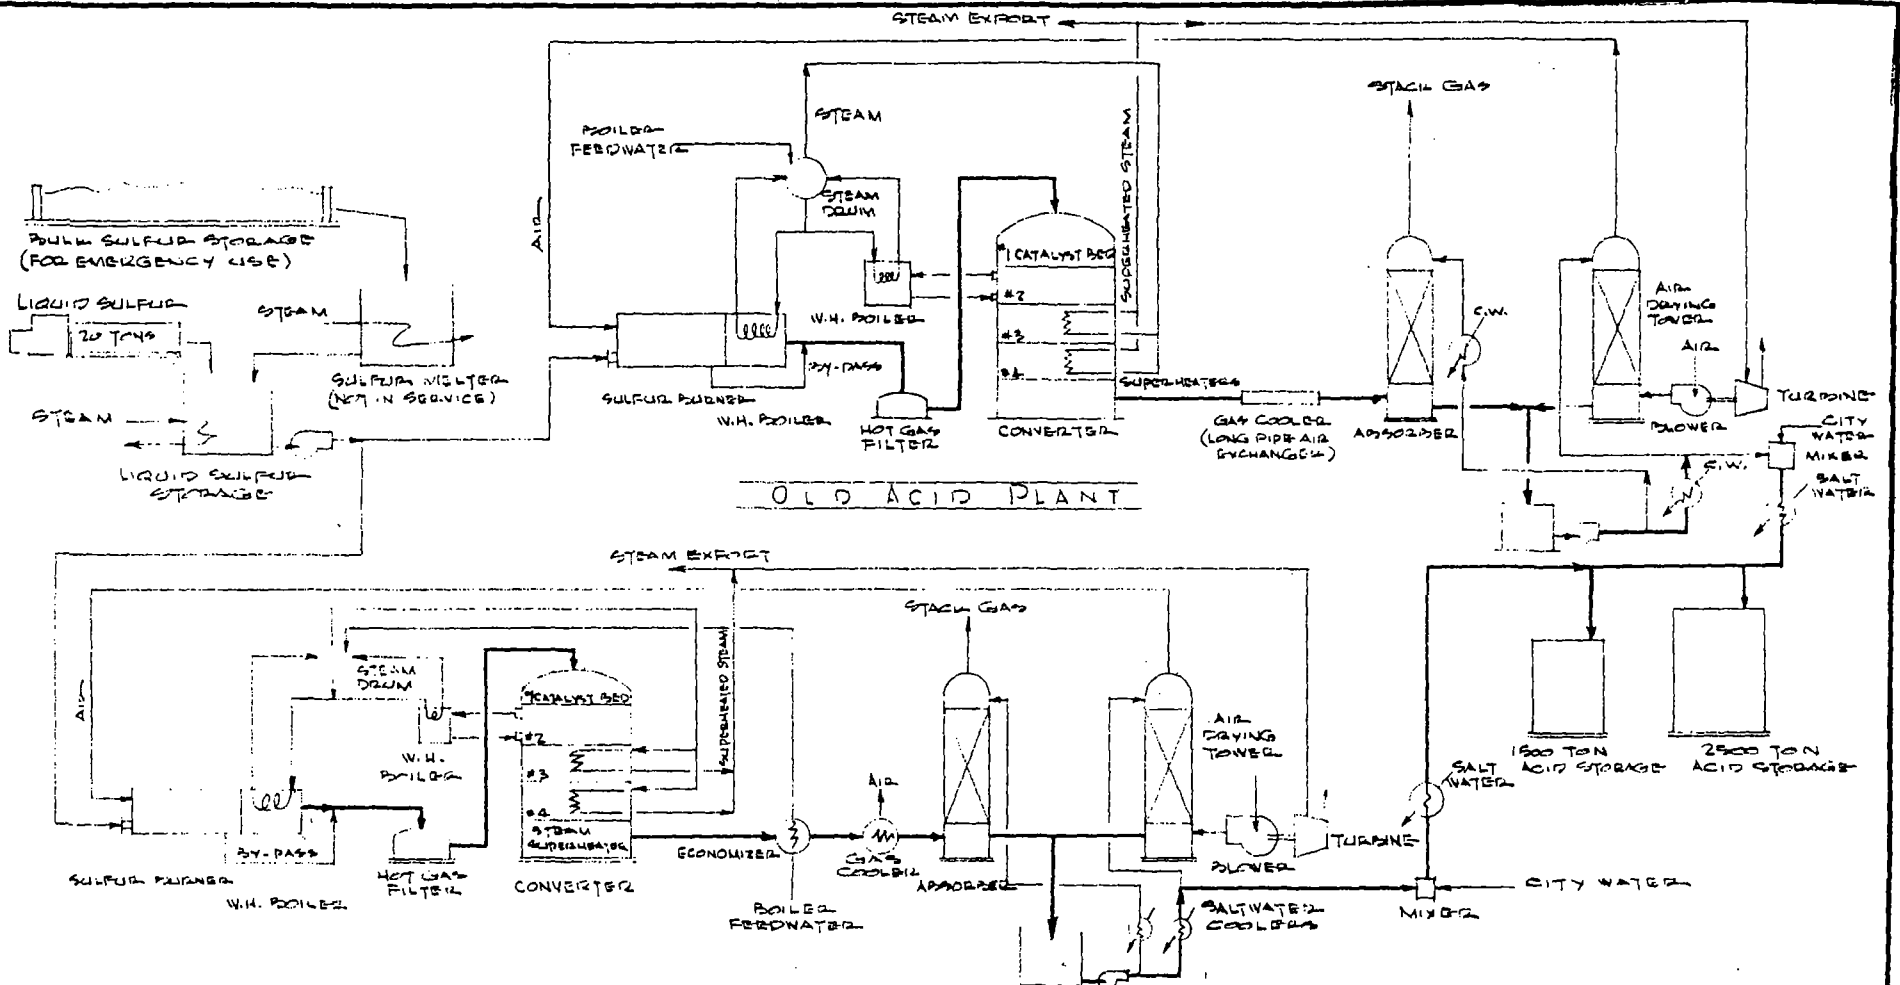 STEAM EXPORT
STACK GAS
STEAM
BOILER
FEEDWATER
SUPERHEATED STEAM
AIR
STEAM
DRUM
BULK SULFUR STORAGE
(FOR EMERGENCY USE)
#1 CATALYST BED
#2
#3
#4
LIQUID SULFUR
20 TONS
STEAM
W.H. BOILER
AIR
DRYING
TOWER
C.W.
AIR
BY-PASS
SULFUR MELTER
(NOT IN SERVICE)
SUPERHEATERS
SULFUR BURNER
W.H. BOILER
HOT GAS
FILTER
CONVERTER
GAS COOLER
(LONG PIPE AIR
EXCHANGER)
ABSORBER
BLOWER
TURBINE
CITY
WATER
MIXER
STEAM
LIQUID SULFUR
STORAGE
C.W.
SALT
WATER
OLD ACID PLANT
STEAM EXPORT
STACK GAS
SUPERHEATED STEAM
AIR
STEAM
DRUM
CATALYST BED
#2
#3
#4
STEAM
SUPERHEATER
W.H.
BOILER
AIR
AIR
DRYING
TOWER
1500 TON
ACID STORAGE
2500 TON
ACID STORAGE
SALT
WATER
BY-PASS
SULFUR BURNER
W.H. BOILER
HOT GAS
FILTER
CONVERTER
ECONOMIZER
GAS
COOLER
ABSORBER
BLOWER
TURBINE
BOILER
FEEDWATER
SALTWATER
COOLERS
MIXER
CITY WATER